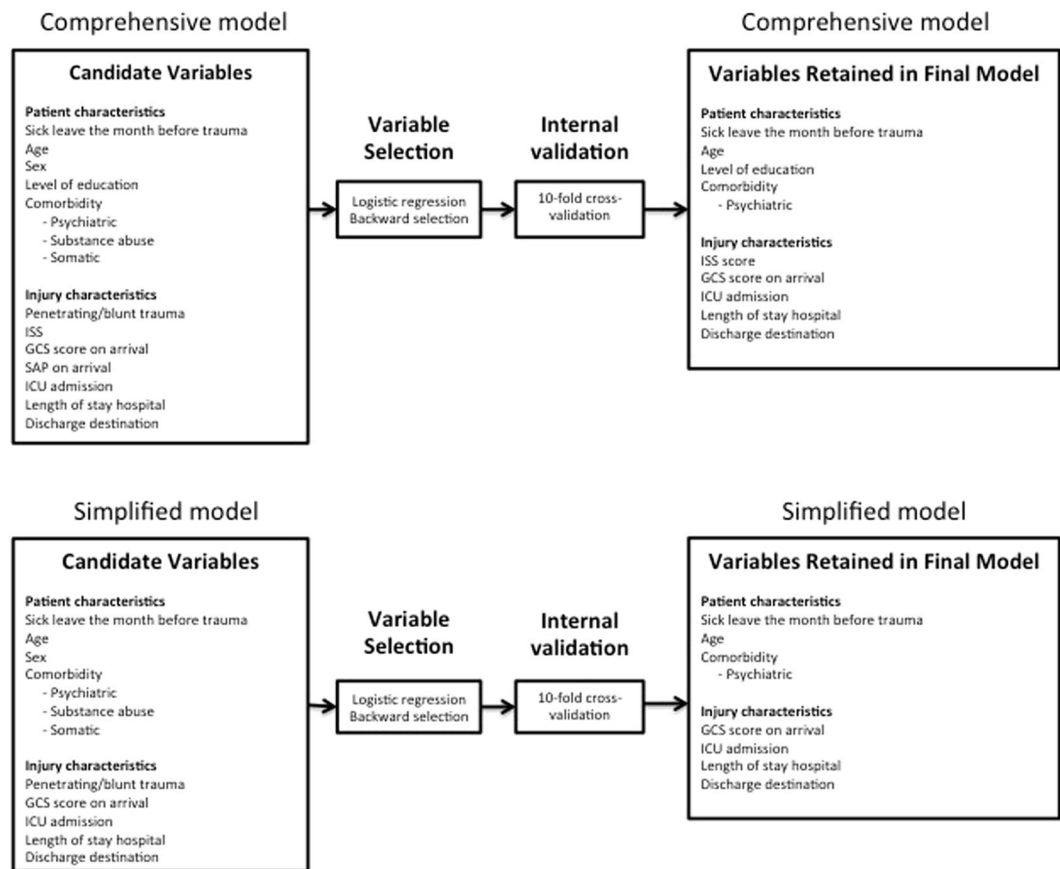 Comprehensive model
Candidate Variables
Patient characteristics
Sick leave the month before trauma
Age
Sex
Level of education
Comorbidity
- Psychiatric
- Substance abuse
- Somatic
Injury characteristics
Penetrating/blunt trauma
ISS
GCS score on arrival
SAP on arrival
ICU admission
Length of stay hospital
Discharge destination
Variable
Selection
Logistic regression
Backward selection
Internal
validation
10-fold cross-
validation
Comprehensive model
Variables Retained in Final Model
Patient characteristics
Sick leave the month before trauma
Age
Level of education
Comorbidity
- Psychiatric
Injury characteristics
ISS score
GCS score on arrival
ICU admission
Length of stay hospital
Discharge destination
Simplified model
Candidate Variables
Patient characteristics
Sick leave the month before trauma
Age
Sex
Comorbidity
- Psychiatric
- Substance abuse
- Somatic
Injury characteristics
Penetrating/blunt trauma
GCS score on arrival
ICU admission
Length of stay hospital
Discharge destination
Variable
Selection
Logistic regression
Backward selection
Internal
validation
10-fold cross-
validation
Simplified model
Variables Retained in Final Model
Patient characteristics
Sick leave the month before trauma
Age
Comorbidity
- Psychiatric
Injury characteristics
GCS score on arrival
ICU admission
Length of stay hospital
Discharge destination